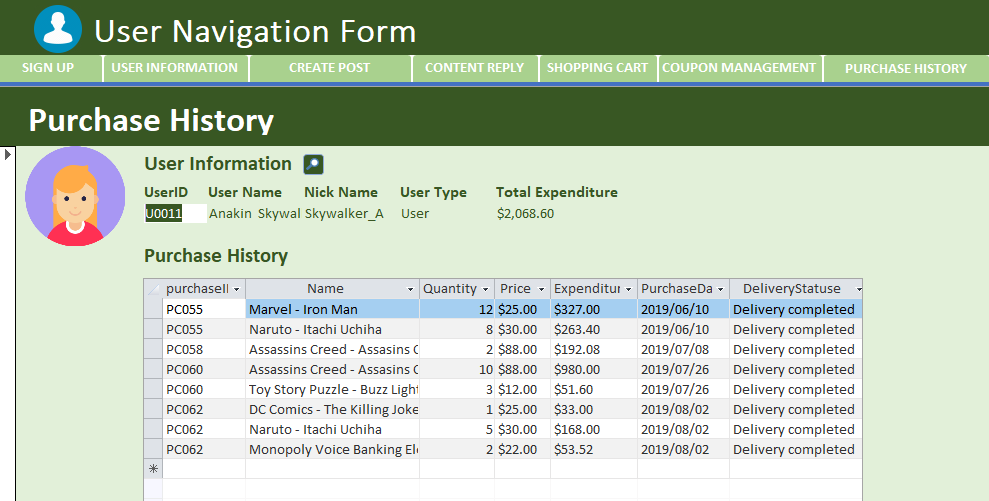 User Navigation Form
SIGN UP USER INFORMATION CREATE POST CONTENT REPLY SHOPPING CART COUPON MANAGEMENT PURCHASE HISTORY
Purchase History
User Information
UserID User Name Nick Name User Type Total Expenditure
U0011 Anakin Skywal Skywalker_A User $2,068.60
Purchase History
purchaseI Name Quantity Price Expenditur PurchaseDa DeliveryStatuse
PC055 Marvel - Iron Man 12 $25.00 $327.00 2019/06/10 Delivery completed
PC055 Naruto - Itachi Uchiha 8 $30.00 $263.40 2019/06/10 Delivery completed
PC058 Assassins Creed - Assasins C 2 $88.00 $192.08 2019/07/08 Delivery completed
PC060 Assassins Creed - Assasins C 10 $88.00 $980.00 2019/07/26 Delivery completed
PC060 Toy Story Puzzle - Buzz Light 3 $12.00 $51.60 2019/07/26 Delivery completed
PC062 DC Comics - The Killing Joke 1 $25.00 $33.00 2019/08/02 Delivery completed
PC062 Naruto - Itachi Uchiha 5 $30.00 $168.00 2019/08/02 Delivery completed
PC062 Monopoly Voice Banking El 2 $22.00 $53.52 2019/08/02 Delivery completed